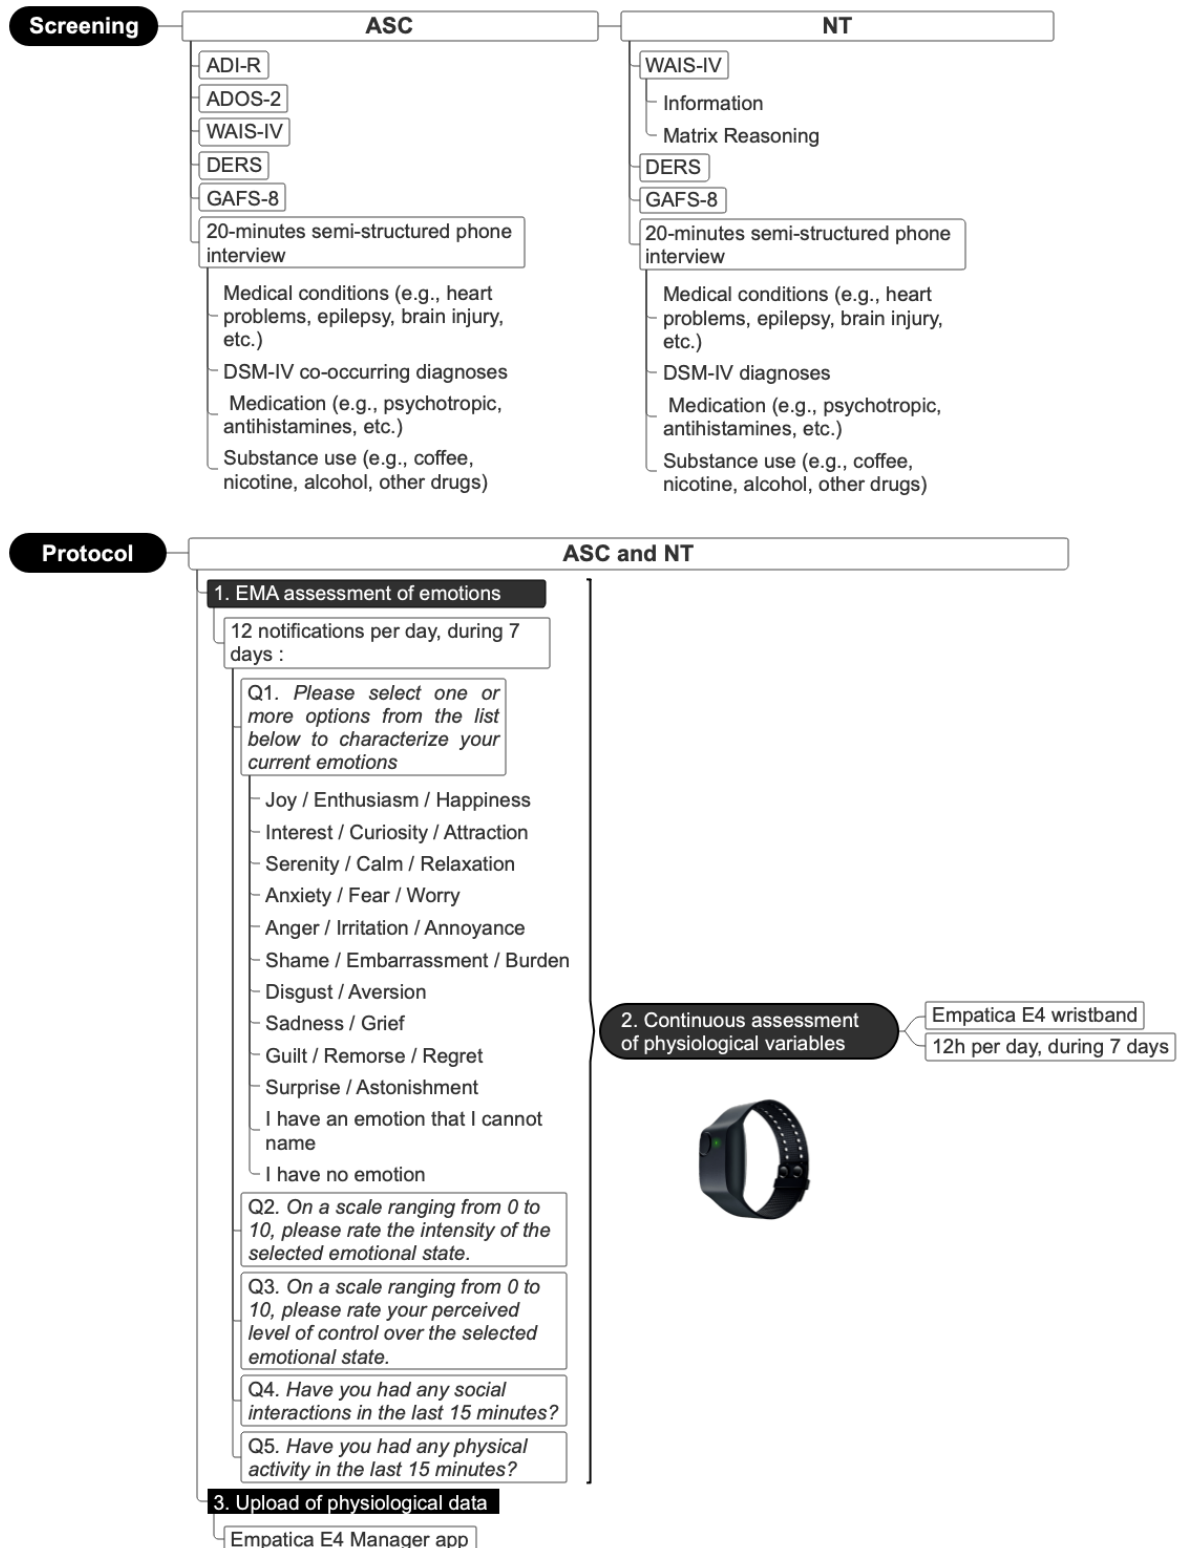 Screening
ASC
ADI-R
ADOS-2
WAIS-IV
DERS
GAFS-8
20-minutes semi-structured phone
interview
Medical conditions (e.g., heart
problems, epilepsy, brain injury,
etc.)
DSM-IV co-occurring diagnoses
Medication (e.g., psychotropic,
antihistamines, etc.)
Substance use (e.g., coffee,
nicotine, alcohol, other drugs)
NT
WAIS-IV
Information
Matrix Reasoning
DERS
GAFS-8
20-minutes semi-structured phone
interview
Medical conditions (e.g., heart
problems, epilepsy, brain injury,
etc.)
DSM-IV diagnoses
Medication (e.g., psychotropic,
antihistamines, etc.)
Substance use (e.g., coffee,
nicotine, alcohol, other drugs)
Protocol
ASC and NT
1. EMA assessment of emotions
12 notifications per day, during 7
days :
Q1. Please select one or
more options from the list
below to characterize your
current emotions
Joy / Enthusiasm / Happiness
Interest / Curiosity / Attraction
Serenity / Calm / Relaxation
Anxiety / Fear / Worry
Anger / Irritation / Annoyance
Shame / Embarrassment / Burden
Disgust / Aversion
Sadness / Grief
Guilt / Remorse / Regret
Surprise / Astonishment
I have an emotion that I cannot
name
I have no emotion
Q2. On a scale ranging from 0 to
10, please rate the intensity of the
selected emotional state.
Q3. On a scale ranging from 0 to
10, please rate your perceived
level of control over the selected
emotional state.
Q4. Have you had any social
interactions in the last 15 minutes?
Q5. Have you had any physical
activity in the last 15 minutes?
2. Continuous assessment
of physiological variables
Empatica E4 wristband
12h per day, during 7 days
3. Upload of physiological data
Empatica E4 Manager app